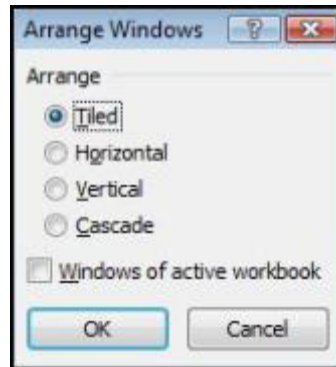 Arrange Windows
Arrange
Tiled
Horizontal
Vertical
Cascade
Windows of active workbook
OK
Cancel